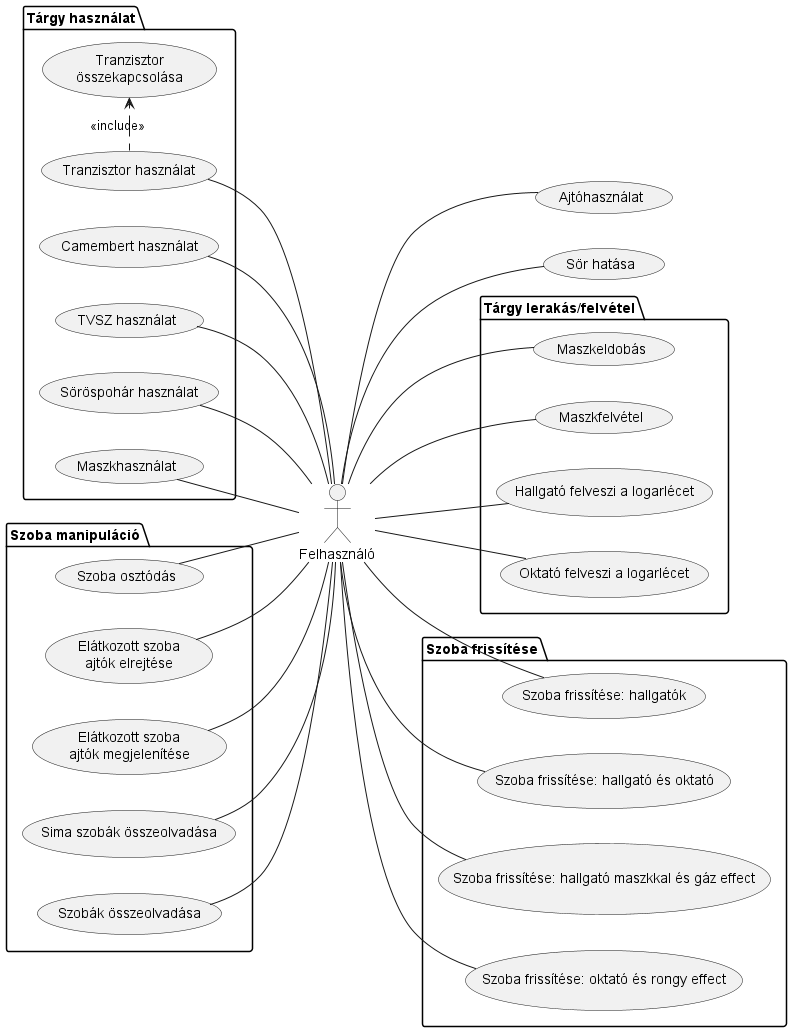 Tárgy használat
Tranzisztor
összekapcsolása
«include»
Tranzisztor használat
Camembert használat
TVSZ használat
Söröspohár használat
Maszkhasználat
Ajtóhasználat
Sör hatása
Tárgy lerakás/felvétel
Maszkeldobás
Maszkfelvétel
Hallgató felveszi a logarlécet
Oktató felveszi a logarlécet
Felhasználó
Szoba manipuláció
Szoba osztódás
Elátkozott szoba
ajtók elrejtése
Elátkozott szoba
ajtók megjelenítése
Sima szobák összeolvadása
Szobák összeolvadása
Szoba frissítése
Szoba frissítése: hallgatók
Szoba frissítése: hallgató és oktató
Szoba frissítése: hallgató maszkkal és gáz effect
Szoba frissítése: oktató és rongy effect